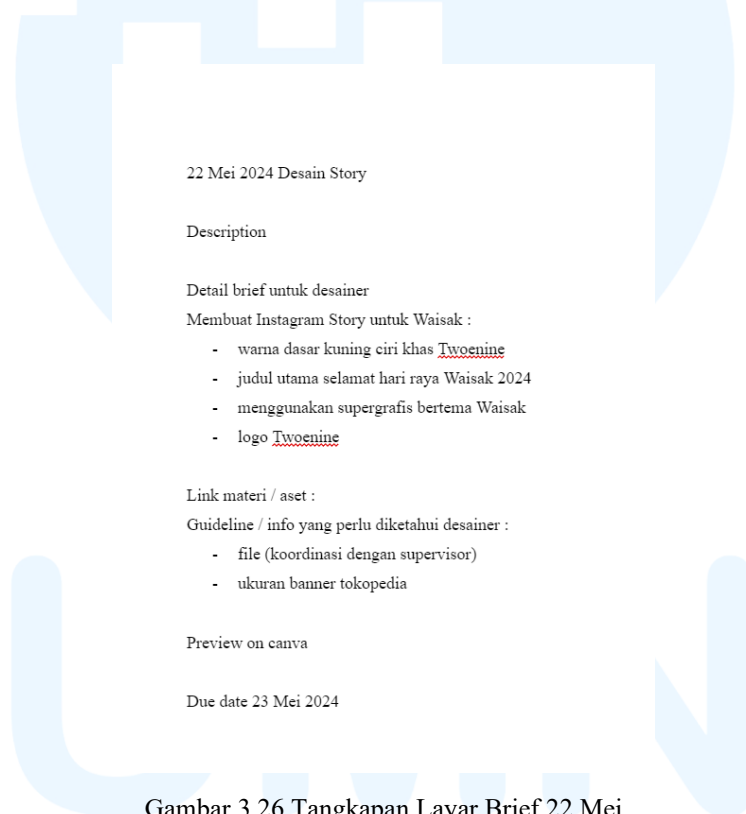 22 Mei 2024 Desain Story
Description
Detail brief untuk desainer
Membuat Instagram Story untuk Waisak :
- warna dasar kuning ciri khas Twoenine
- judul utama selamat hari raya Waisak 2024
- menggunakan supergrafis bertema Waisak
- logo Twoenine
Link materi / aset :
Guideline / info yang perlu diketahui desainer :
- file (koordinasi dengan supervisor)
- ukuran banner tokopedia
Preview on canva
Due date 23 Mei 2024
Gambar 3.26 Tangkapan Layar Brief 22 Mei